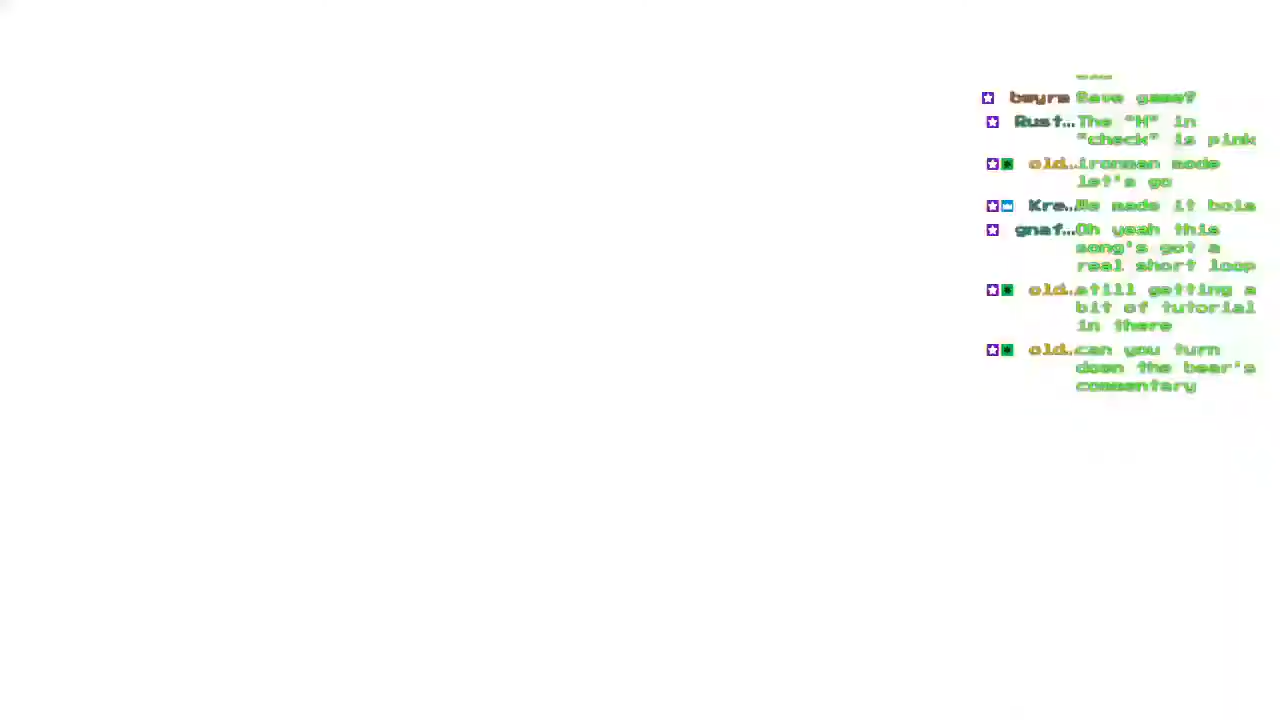 bmyrm Save game?
Rust… The "H" in
"check" is pink
old… ironman mode
let's go
Kra… We made it bois
gnaf… Oh yeah this
song's got a
real short loop
old… still getting a
bit of tutorial
in there
old… can you turn
down the bear's
commentary